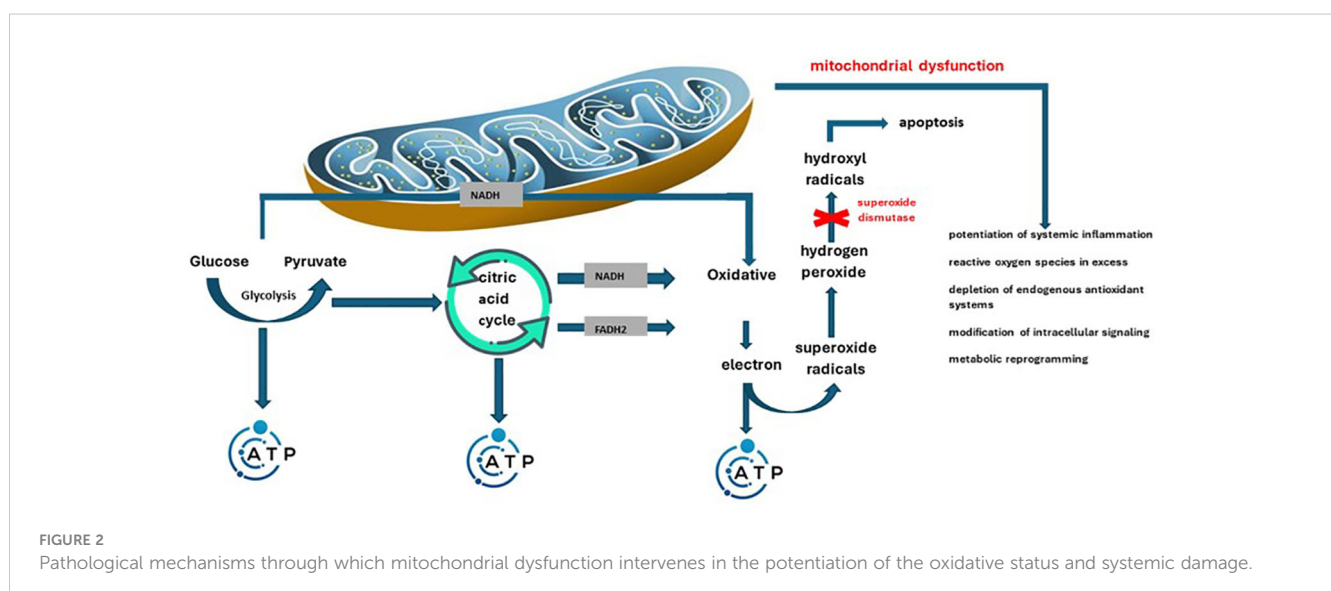 mitochondrial dysfunction
apoptosis
hydroxyl
radicals
NADH
superoxide
dismutase
potentiation of systemic inflammation
Glucose
Pyruvate
hydrogen
peroxide
reactive oxygen species in excess
Glycolysis
citric
acid
cycle
NADH
Oxidative
depletion of endogenous antioxidant
systems
FADH2
modification of intracellular signaling
superoxide
radicals
metabolic reprogramming
electron
ATP
ATP
ATP
FIGURE 2
Pathological mechanisms through which mitochondrial dysfunction intervenes in the potentiation of the oxidative status and systemic damage.